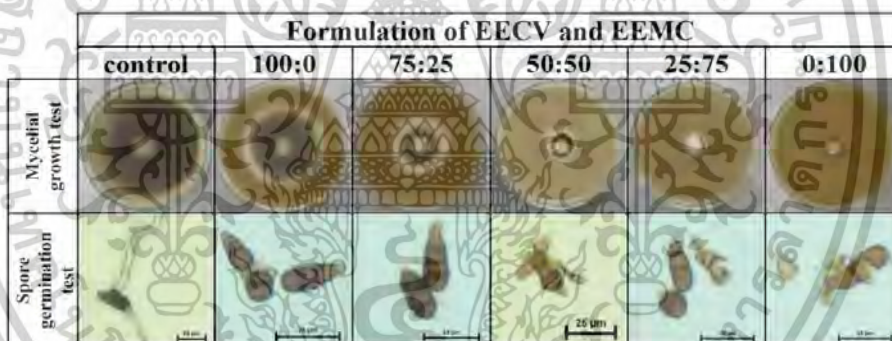 Formulation of EECV and EEMC
control 100:0 75:25 50:50 25:75 0:100
Mycelial
growth test
Spore
germination
test
25 µm